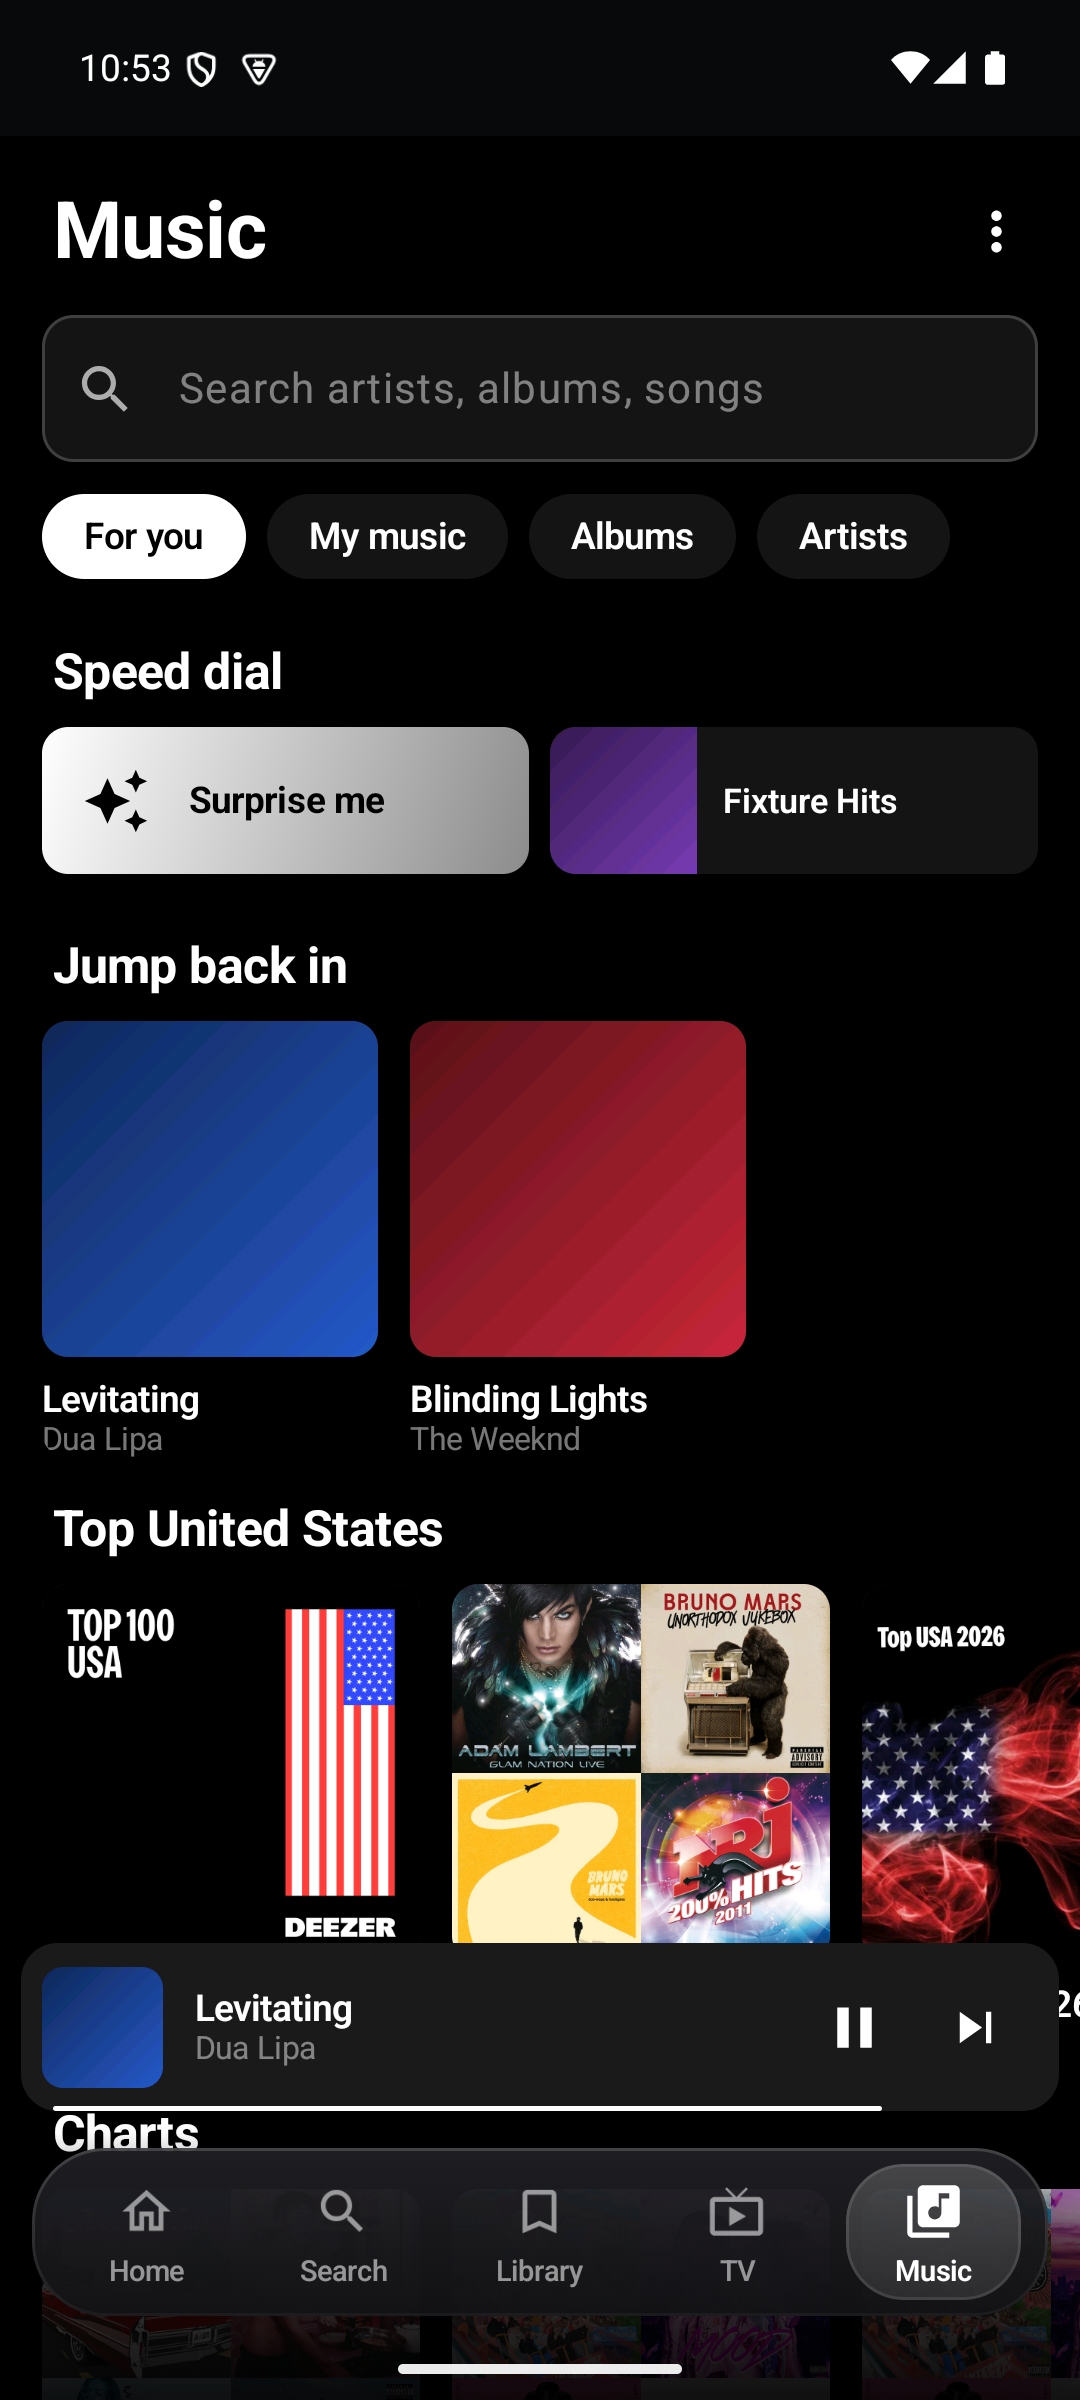 10:53
Music
Search artists, albums, songs
For you
My music
Albums
Artists
Speed dial
Surprise me
Fixture Hits
Jump back in
Levitating
Dua Lipa
Blinding Lights
The Weeknd
Top United States
TOP 100
USA
DEEZER
ADAM LAMBERT
GLAM NATION LIVE
BRUNO MARS
UNORTHODOX JUKEBOX
PARENTAL
ADVISORY
BRUNO
MARS
NRJ
200% HITS
2011
Top USA 2026
26
Levitating
Dua Lipa
Charts
Home
Search
Library
TV
Music